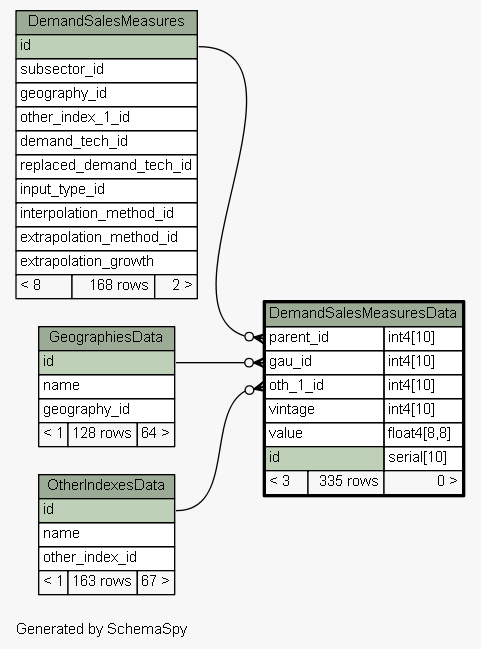 DemandSalesMeasures
id
subsector_id
geography_id
other_index_1_id
demand_tech_id
replaced_demand_tech_id
input_type_id
interpolation_method_id
extrapolation_method_id
extrapolation_growth
< 8 168 rows 2 >
DemandSalesMeasuresData
parent_id int4[10]
gau_id int4[10]
oth_1_id int4[10]
vintage int4[10]
value float4[8,8]
id serial[10]
< 3 335 rows 0 >
GeographiesData
id
name
geography_id
< 1 128 rows 64 >
OtherIndexesData
id
name
other_index_id
< 1 163 rows 67 >
Generated by SchemaSpy